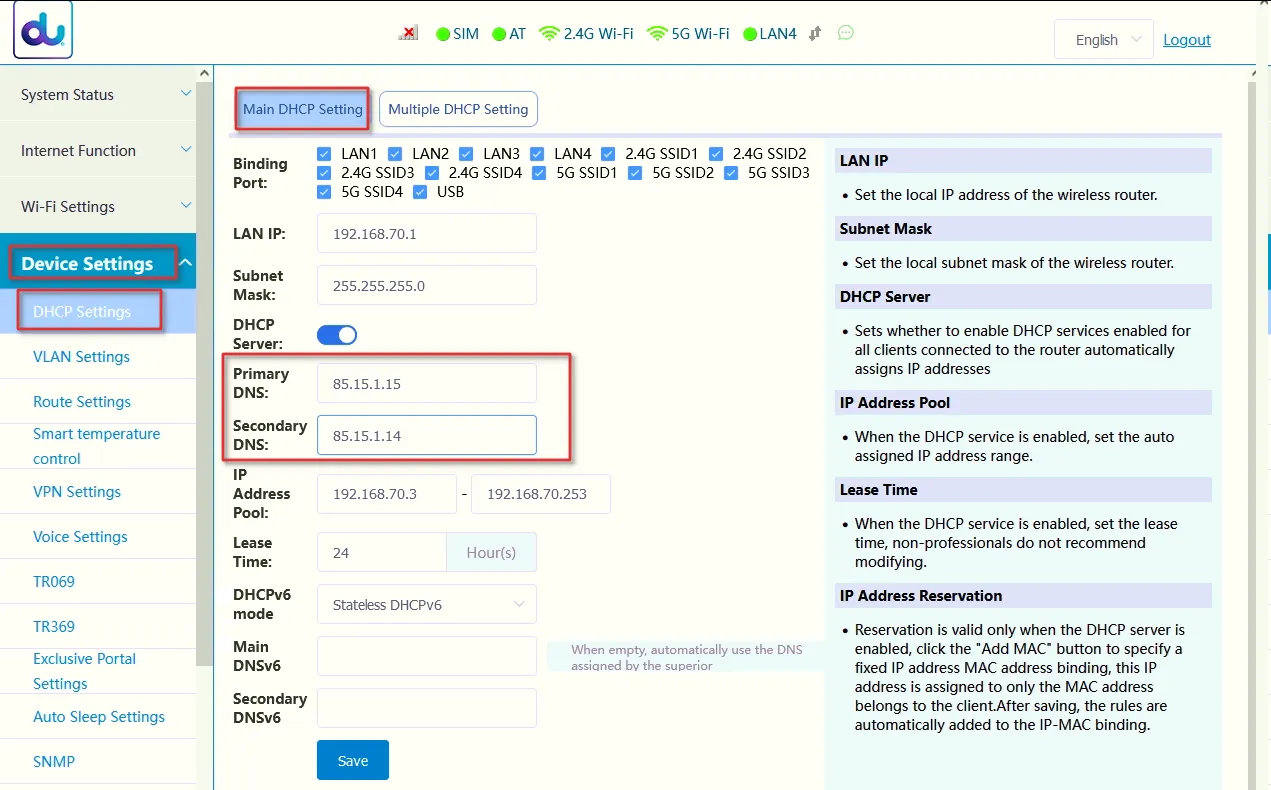 du
SIM AT 2.4G Wi-Fi 5G Wi-Fi LAN4
English
Logout
System Status
Internet Function
Wi-Fi Settings
Device Settings
DHCP Settings
VLAN Settings
Route Settings
Smart temperature
control
VPN Settings
Voice Settings
TR069
TR369
Exclusive Portal
Settings
Auto Sleep Settings
SNMP
Main DHCP Setting
Multiple DHCP Setting
Binding
Port:
LAN1 LAN2 LAN3 LAN4 2.4G SSID1 2.4G SSID2
2.4G SSID3 2.4G SSID4 5G SSID1 5G SSID2 5G SSID3
5G SSID4 USB
LAN IP:
192.168.70.1
Subnet
Mask:
255.255.255.0
DHCP
Server:
Primary
DNS:
85.15.1.15
Secondary
DNS:
85.15.1.14
IP
Address
Pool:
192.168.70.3 - 192.168.70.253
Lease
Time:
24 Hour(s)
DHCPv6
mode
Stateless DHCPv6
Main
DNSv6
When empty, automatically use the DNS
assigned by the superior
Secondary
DNSv6
Save
LAN IP
• Set the local IP address of the wireless router.
Subnet Mask
• Set the local subnet mask of the wireless router.
DHCP Server
• Sets whether to enable DHCP services enabled for
all clients connected to the router automatically
assigns IP addresses
IP Address Pool
• When the DHCP service is enabled, set the auto
assigned IP address range.
Lease Time
• When the DHCP service is enabled, set the lease
time, non-professionals do not recommend
modifying.
IP Address Reservation
• Reservation is valid only when the DHCP server is
enabled, click the "Add MAC" button to specify a
fixed IP address MAC address binding, this IP
address is assigned to only the MAC address
belongs to the client.After saving, the rules are
automatically added to the IP-MAC binding.